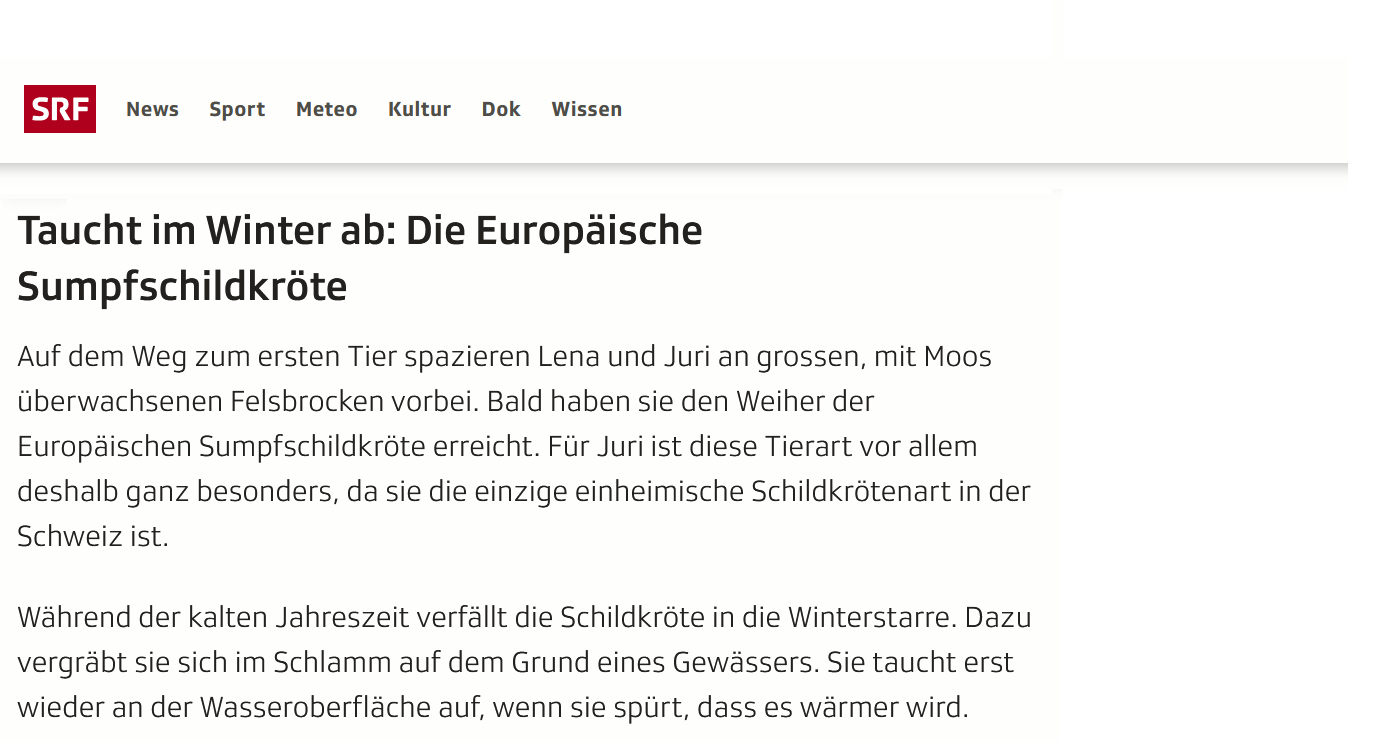 SRF News Sport Meteo Kultur Dok Wissen
Taucht im Winter ab: Die Europäische
Sumpfschildkröte
Auf dem Weg zum ersten Tier spazieren Lena und Juri an grossen, mit Moos
überwachsenen Felsbrocken vorbei. Bald haben sie den Weiher der
Europäischen Sumpfschildkröte erreicht. Für Juri ist diese Tierart vor allem
deshalb ganz besonders, da sie die einzige einheimische Schildkrötenart in der
Schweiz ist.
Während der kalten Jahreszeit verfällt die Schildkröte in die Winterstarre. Dazu
vergräbt sie sich im Schlamm auf dem Grund eines Gewässers. Sie taucht erst
wieder an der Wasseroberfläche auf, wenn sie spürt, dass es wärmer wird.